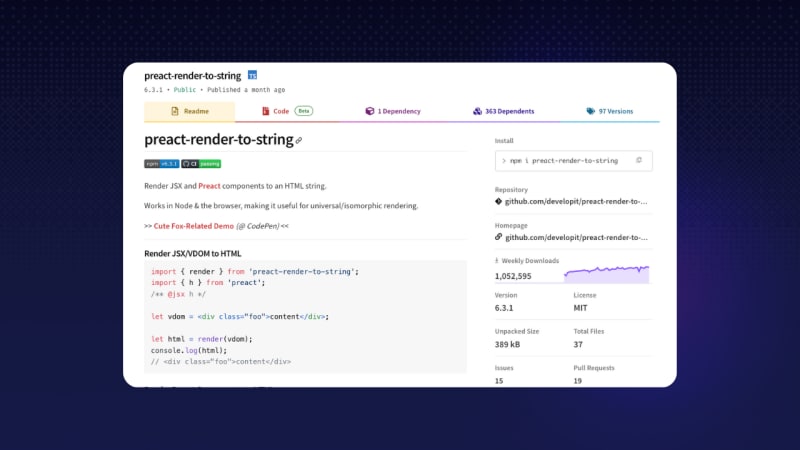 preact-render-to-string TS
6.3.1 • Public • Published a month ago
Readme
Code Beta
1 Dependency
363 Dependents
97 Versions
preact-render-to-string
npm v6.3.1 CI passing
Render JSX and Preact components to an HTML string.
Works in Node & the browser, making it useful for universal/isomorphic rendering.
>> Cute Fox-Related Demo (@ CodePen) <<
Render JSX/VDOM to HTML
import { render } from 'preact-render-to-string';
import { h } from 'preact';
/** @jsx h */
let vdom = <div class="foo">content</div>;
let html = render(vdom);
console.log(html);
// <div class="foo">content</div>
Install
> npm i preact-render-to-string
Repository
github.com/developit/preact-render-to-...
Homepage
github.com/developit/preact-render-to-...
Weekly Downloads
1,052,595
Version
License
6.3.1
MIT
Unpacked Size
Total Files
389 kB
37
Issues
Pull Requests
15
19